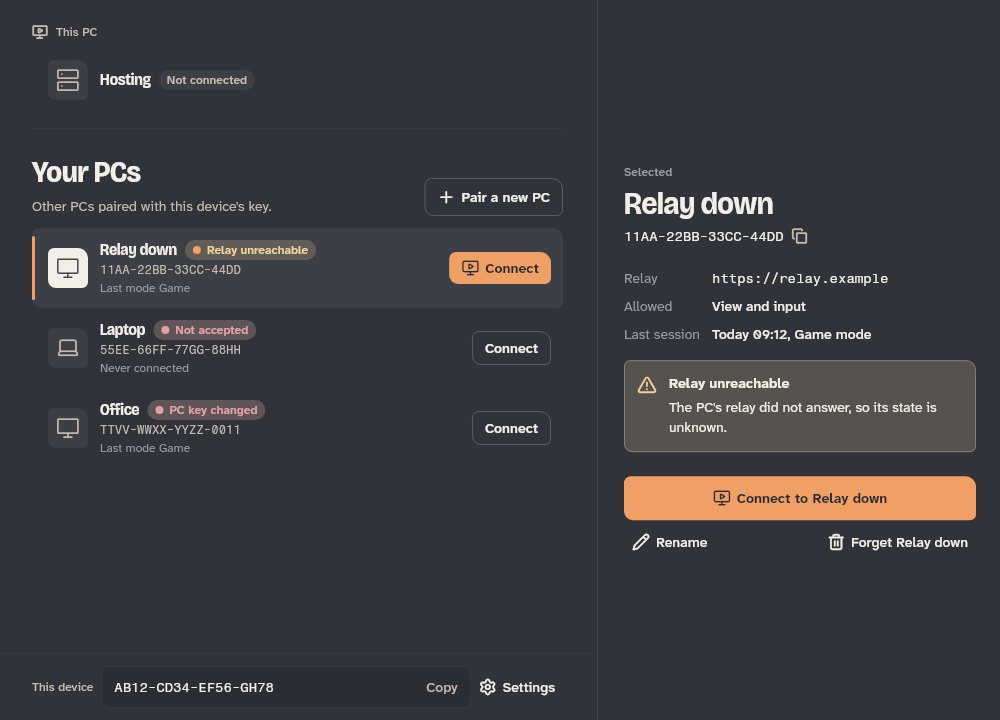 This PC
Hosting Not connected
Your PCs
Other PCs paired with this device's key.
Pair a new PC
Relay down Relay unreachable
11AA-22BB-33CC-44DD
Last mode Game
Connect
Laptop Not accepted
55EE-66FF-77GG-88HH
Never connected
Connect
Office PC key changed
TTVV-WWXX-YYZZ-0011
Last mode Game
Connect
This device AB12-CD34-EF56-GH78 Copy Settings
Selected
Relay down
11AA-22BB-33CC-44DD
Relay https://relay.example
Allowed View and input
Last session Today 09:12, Game mode
Relay unreachable
The PC's relay did not answer, so its state is
unknown.
Connect to Relay down
Rename Forget Relay down